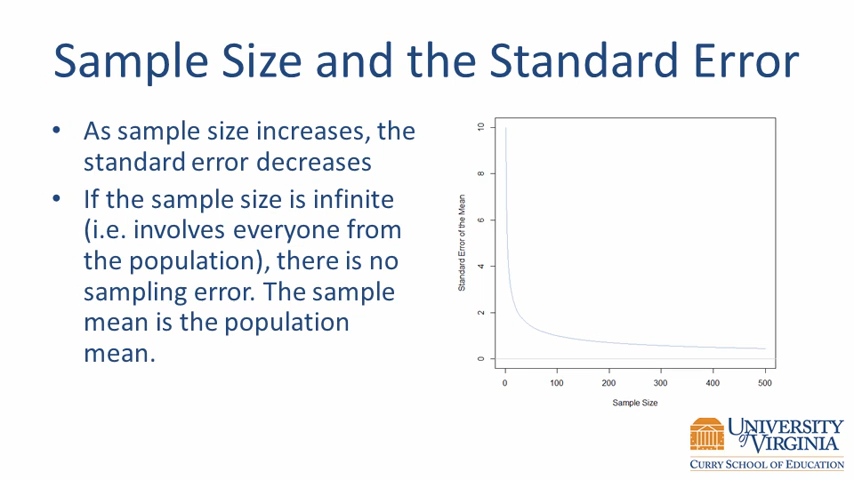 Sample Size and the Standard Error
• As sample size increases, the
standard error decreases
• If the sample size is infinite
(i.e. involves everyone from
the population), there is no
sampling error. The sample
mean is the population
mean.
Standard Error of the Mean
10
8
6
4
2
0
0 100 200 300 400 500
Sample Size
UNIVERSITY
of VIRGINIA
CURRY SCHOOL OF EDUCATION